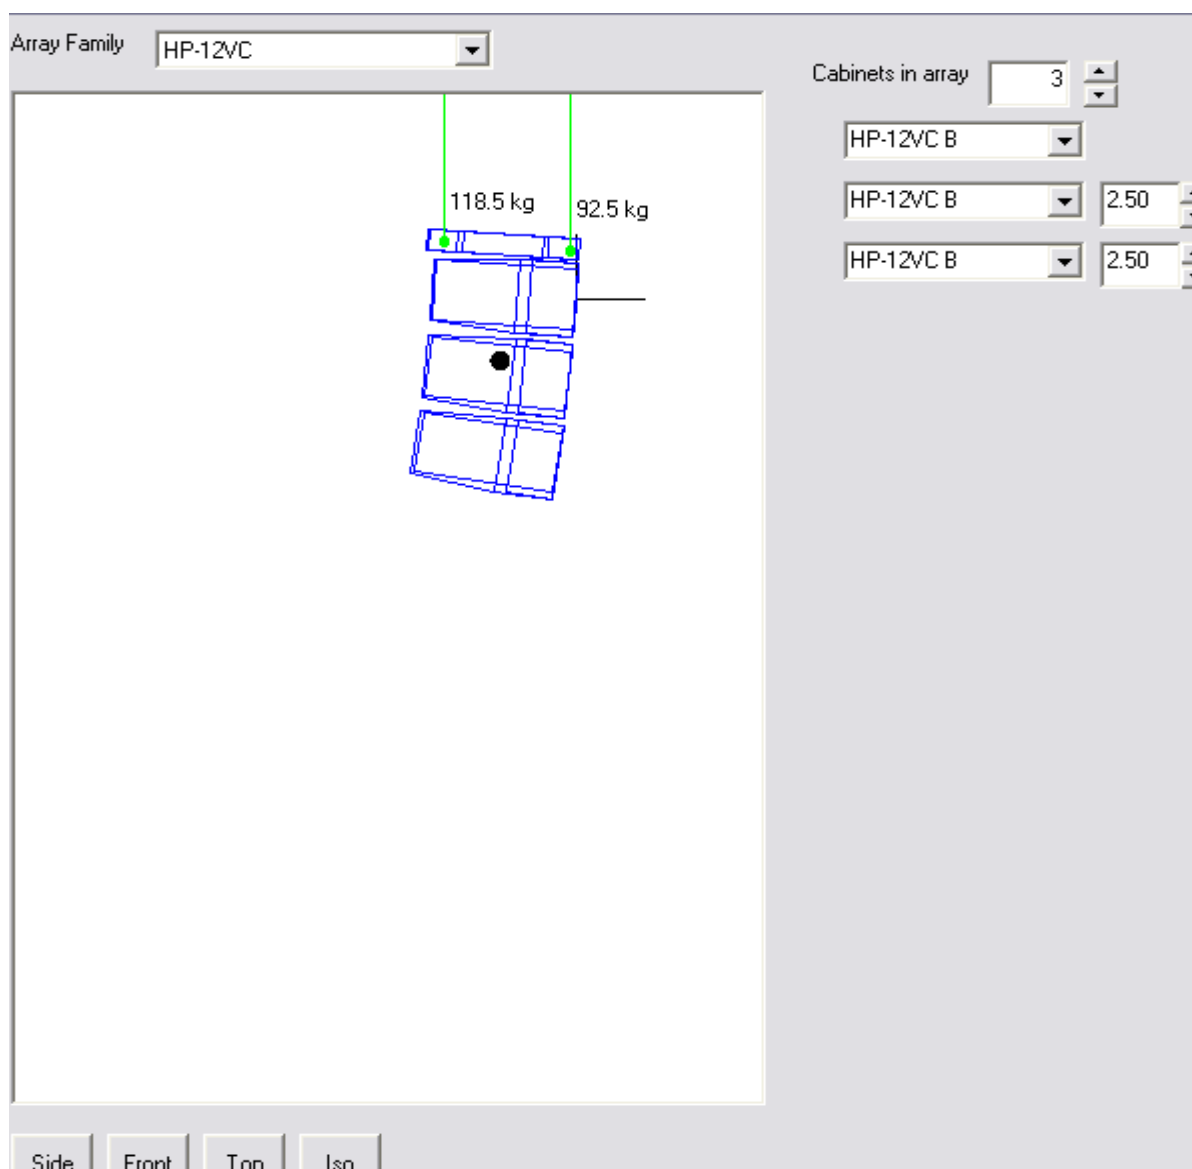 Array Family
HP-12VC
Cabinets in array
3
HP-12VC B
HP-12VC B
2.50
HP-12VC B
2.50
118.5 kg
92.5 kg
Side
Front
Top
Iso